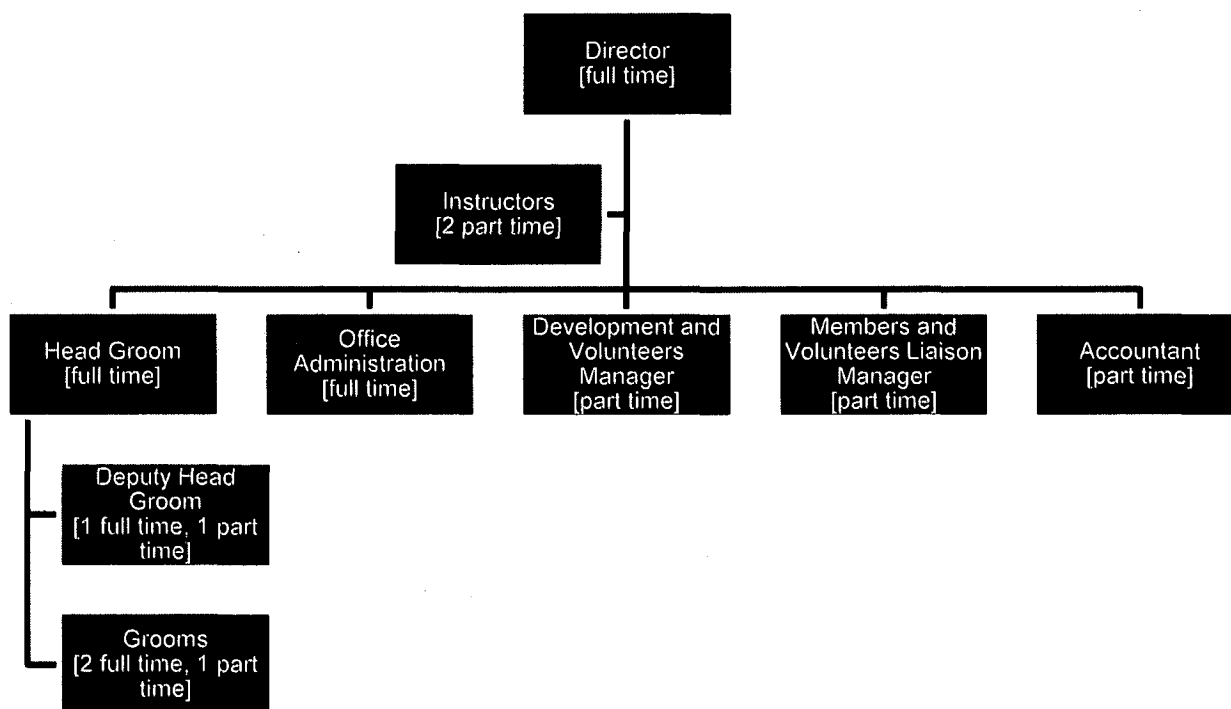 Director
[full time]
Instructors
[2 part time]
Head Groom
[full time]
Office
Administration
[full time]
Development and
Volunteers
Manager
[part time]
Members and
Volunteers Liaison
Manager
[part time]
Accountant
[part time]
Deputy Head
Groom
[1 full time, 1 part
time]
Grooms
[2 full time, 1 part
time]